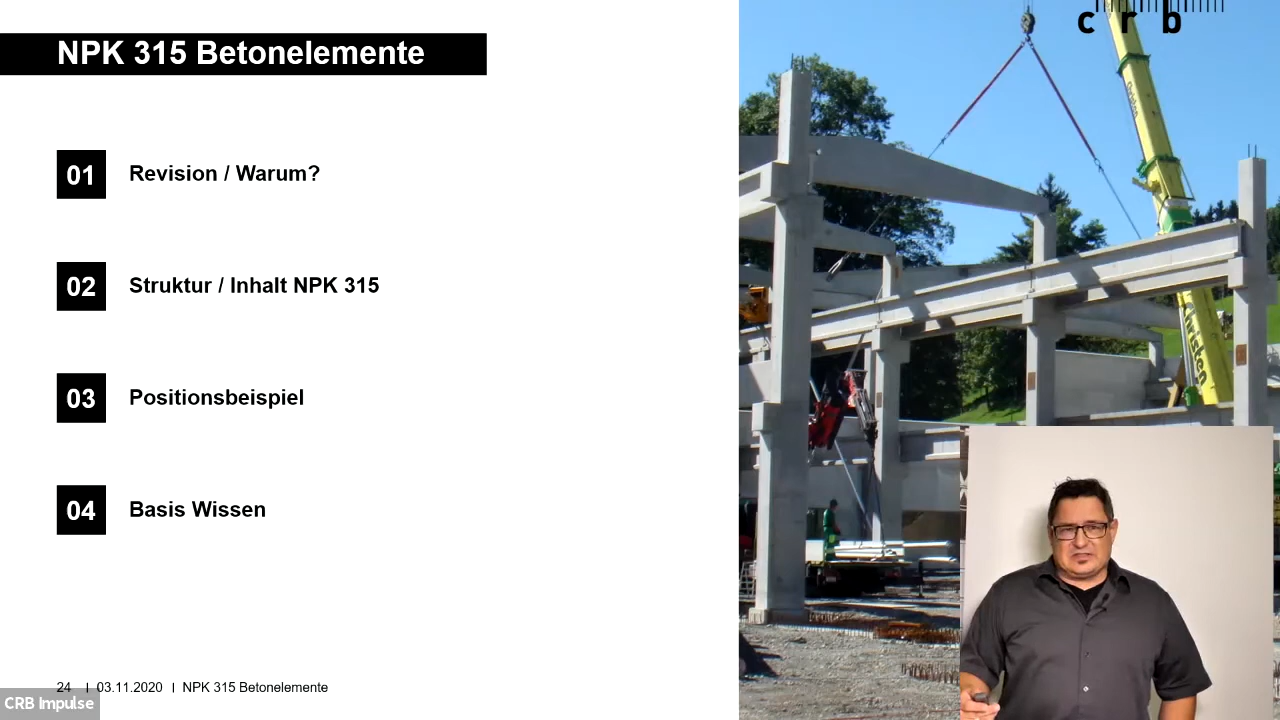 NPK 315 Betonelemente
crb
01 Revision / Warum?
02 Struktur / Inhalt NPK 315
03 Positionsbeispiel
04 Basis Wissen
Christen
24 | 03.11.2020 | NPK 315 Betonelemente
CRB Impulse